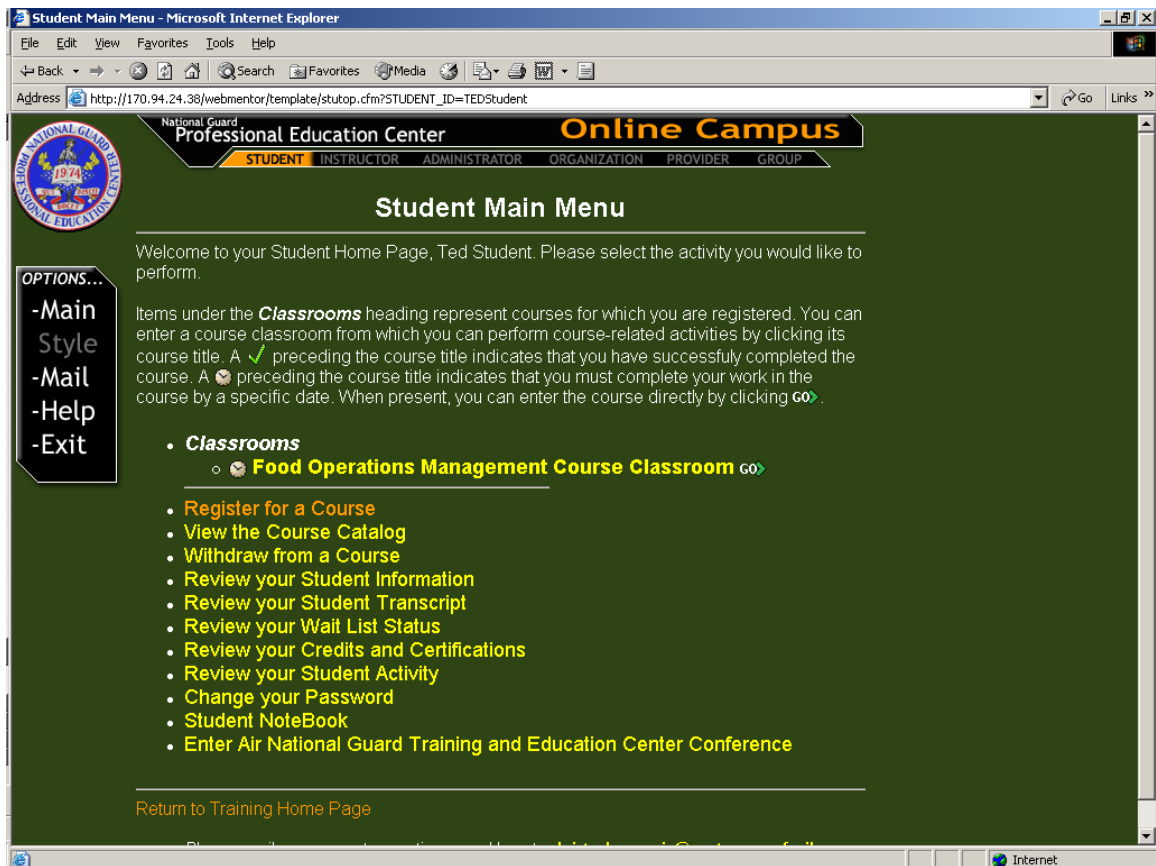 Student Main Menu - Microsoft Internet Explorer
File Edit View Favorites Tools Help
Back Search Favorites Media
Address http://170.94.24.38/webmentor/template/stutop.cfm?STUDENT_ID=TEDStudent Go Links »
National Guard
Professional Education Center Online Campus
STUDENT INSTRUCTOR ADMINISTRATOR ORGANIZATION PROVIDER GROUP
1974
Student Main Menu
Welcome to your Student Home Page, Ted Student. Please select the activity you would like to
perform.
OPTIONS...
-Main
Style
-Mail
-Help
-Exit
Items under the Classrooms heading represent courses for which you are registered. You can
enter a course classroom from which you can perform course-related activities by clicking its
course title. A ✓ preceding the course title indicates that you have successfuly completed the
course. A preceding the course title indicates that you must complete your work in the
course by a specific date. When present, you can enter the course directly by clicking GO.
• Classrooms
○ Food Operations Management Course Classroom GO
• Register for a Course
• View the Course Catalog
• Withdraw from a Course
• Review your Student Information
• Review your Student Transcript
• Review your Wait List Status
• Review your Credits and Certifications
• Review your Student Activity
• Change your Password
• Student NoteBook
• Enter Air National Guard Training and Education Center Conference
Return to Training Home Page
Internet